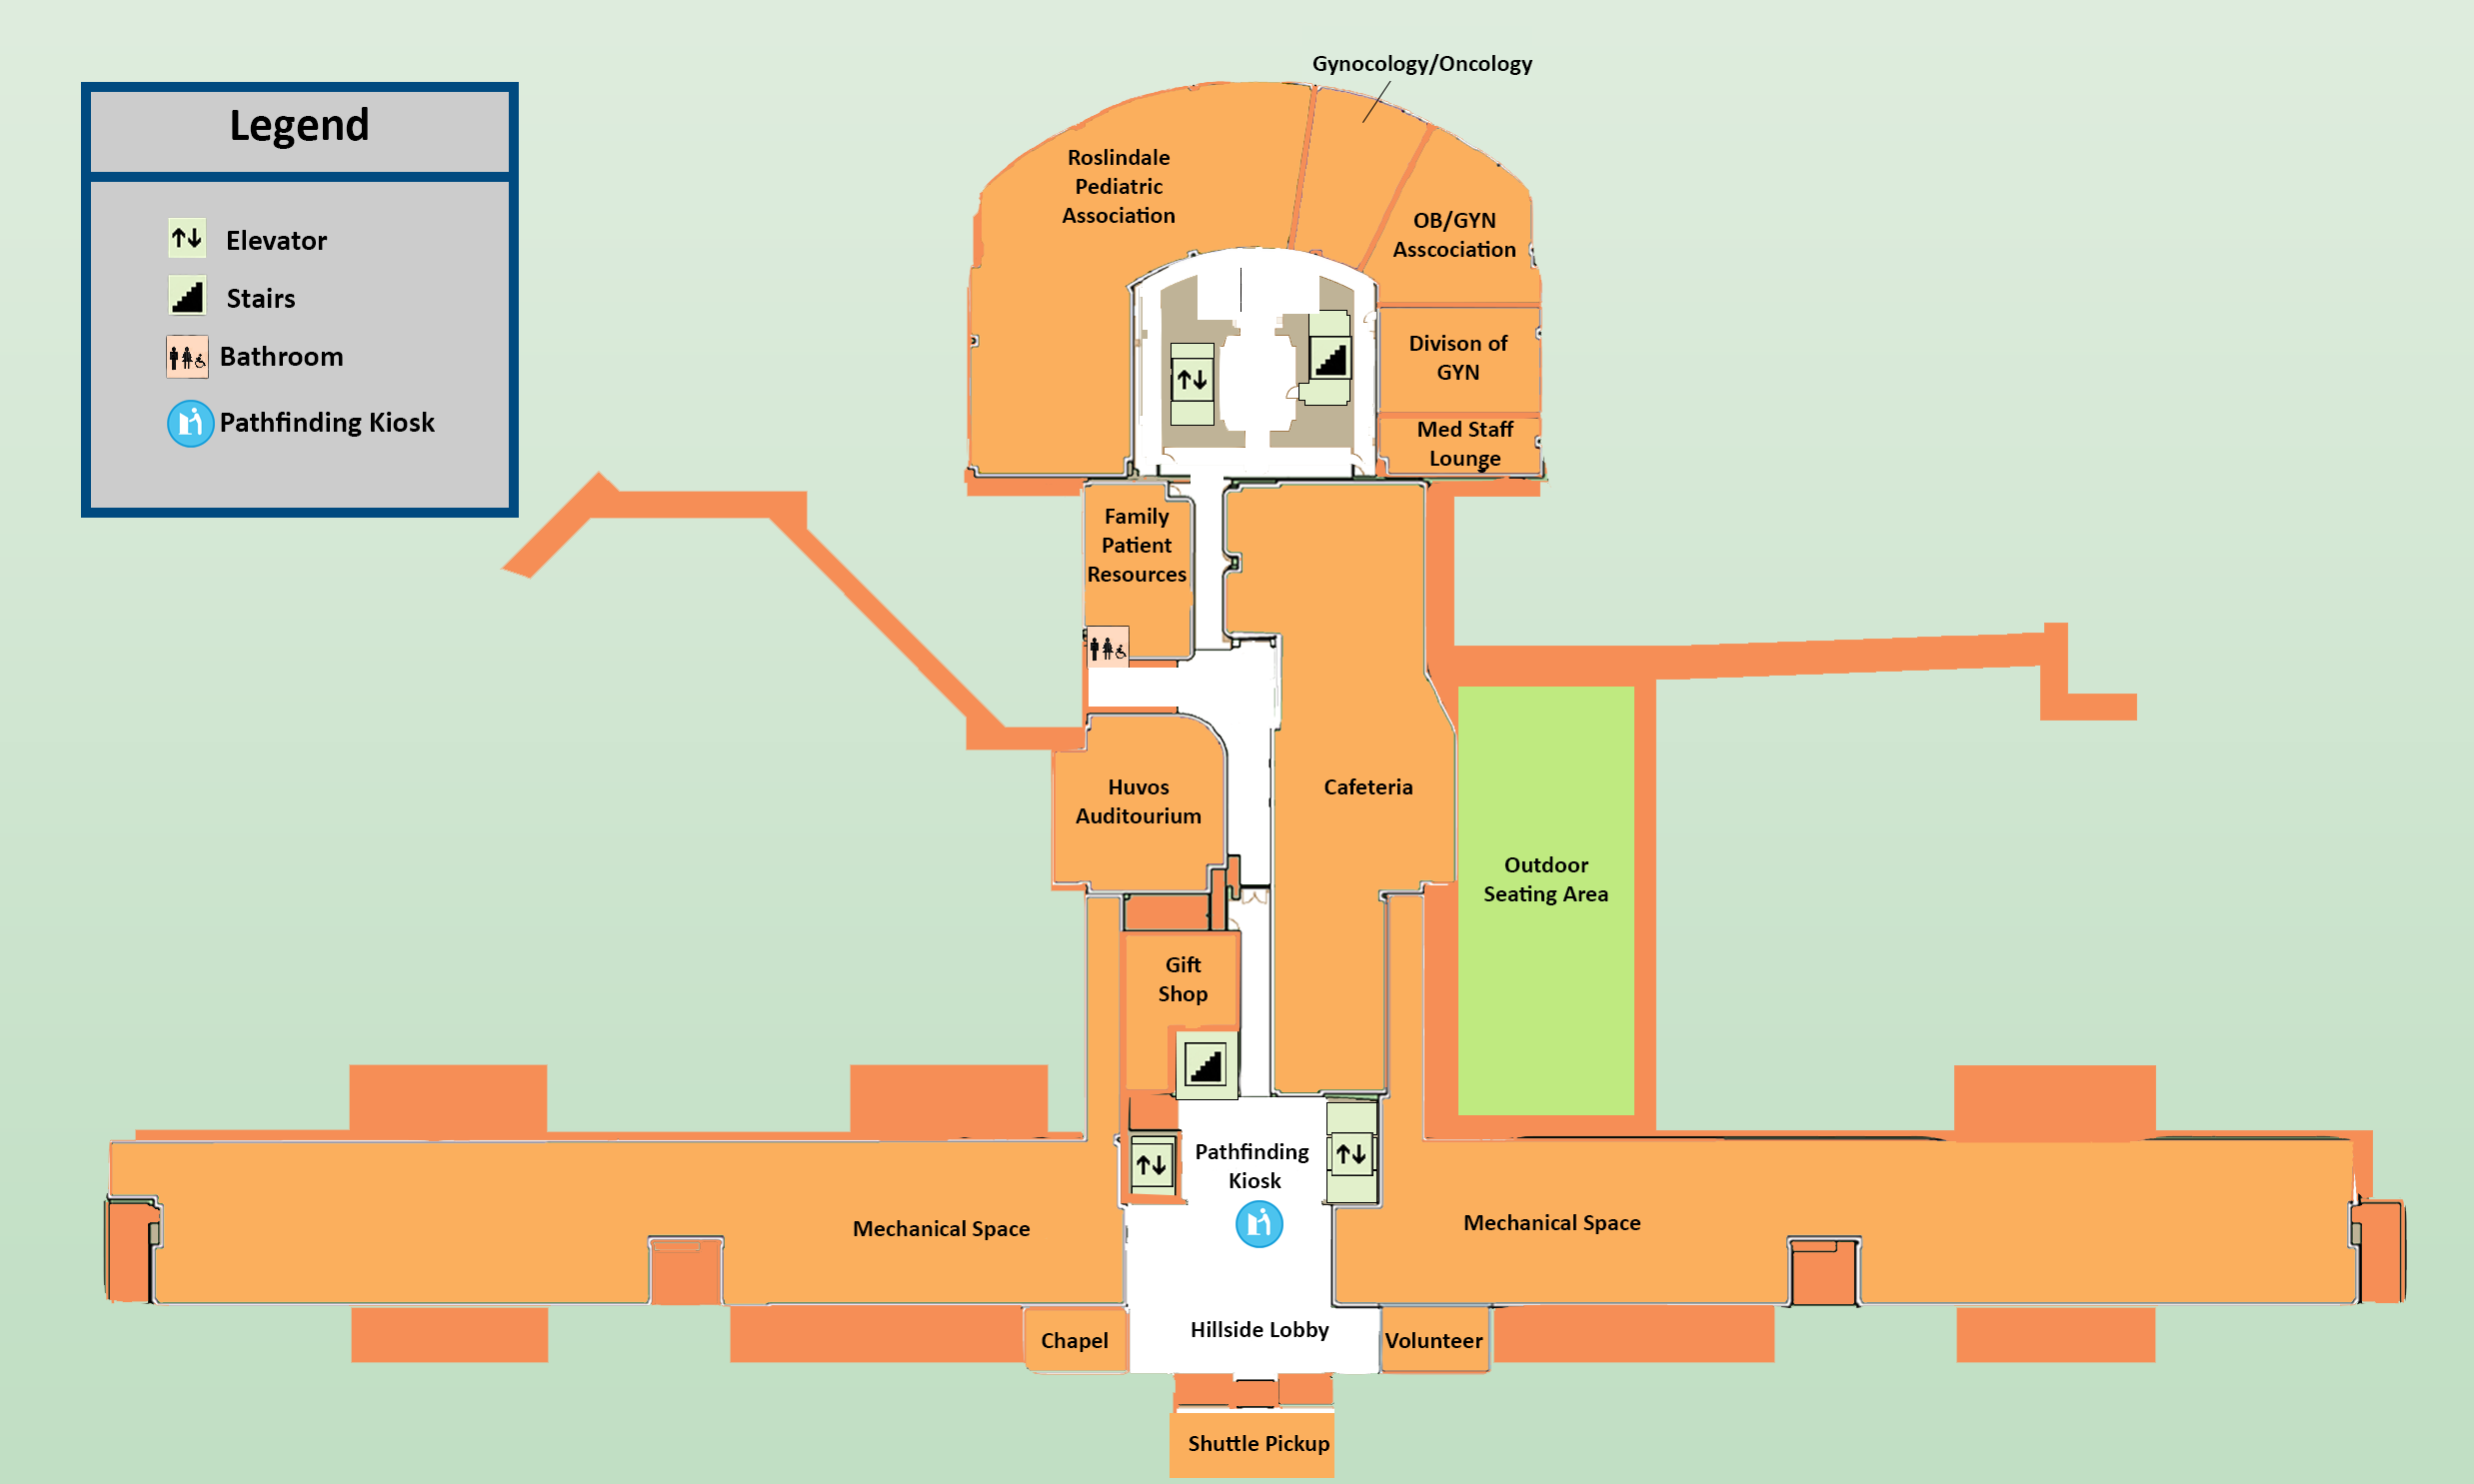 Legend
Elevator
Stairs
Bathroom
Pathfinding Kiosk
Gynocology/Oncology
Roslindale
Pediatric
Association
OB/GYN
Asscociation
Divison of
GYN
Med Staff
Lounge
Family
Patient
Resources
Huvos
Auditourium
Cafeteria
Outdoor
Seating Area
Gift
Shop
Pathfinding
Kiosk
Mechanical Space
Mechanical Space
Hillside Lobby
Chapel
Volunteer
Shuttle Pickup